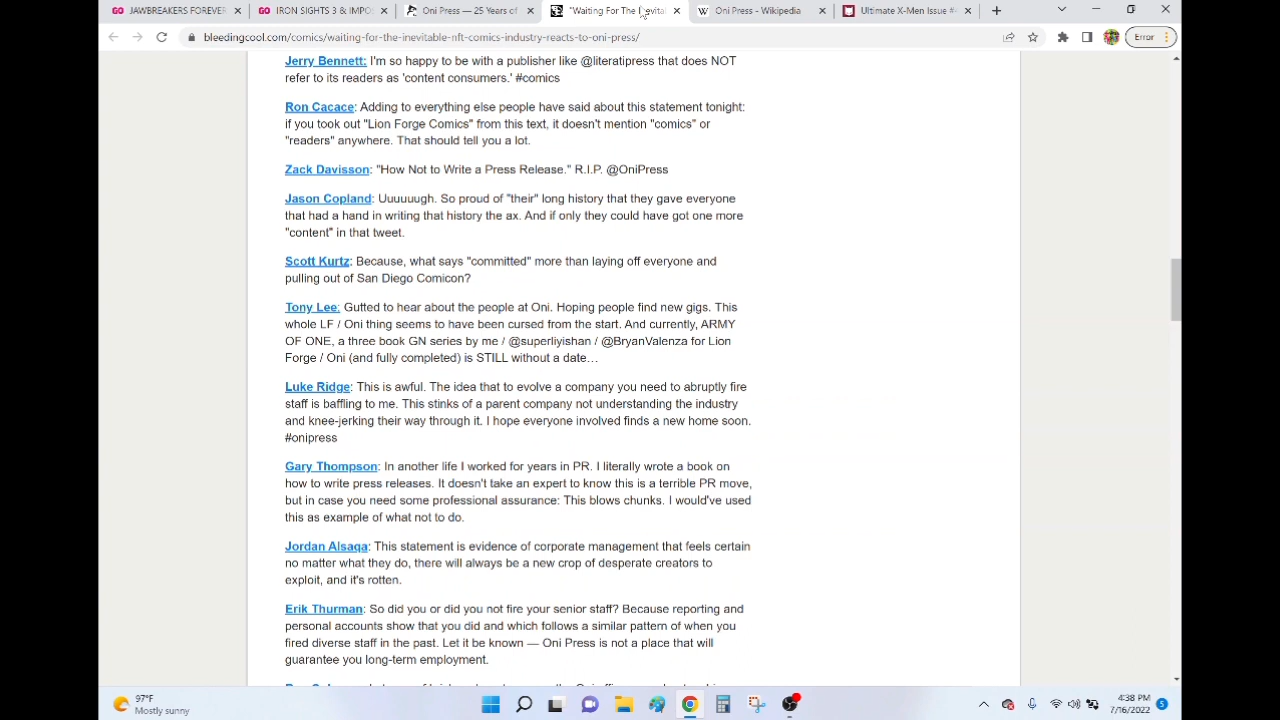 JAWBREAKERS FOREVER
IRON SIGHTS 3 & IMPOS
Oni Press — 25 Years of
"Waiting For The Inevital
Oni Press - Wikipedia
Ultimate X-Men Issue #
bleedingcool.com/comics/waiting-for-the-inevitable-nft-comics-industry-reacts-to-oni-press/
Error
Jerry Bennett: I'm so happy to be with a publisher like @literatipress that does NOT
refer to its readers as 'content consumers.' #comics
Ron Cacace: Adding to everything else people have said about this statement tonight:
if you took out "Lion Forge Comics" from this text, it doesn't mention "comics" or
"readers" anywhere. That should tell you a lot.
Zack Davisson: "How Not to Write a Press Release." R.I.P. @OniPress
Jason Copland: Uuuuuugh. So proud of "their" long history that they gave everyone
that had a hand in writing that history the ax. And if only they could have got one more
"content" in that tweet.
Scott Kurtz: Because, what says "committed" more than laying off everyone and
pulling out of San Diego Comicon?
Tony Lee: Gutted to hear about the people at Oni. Hoping people find new gigs. This
whole LF / Oni thing seems to have been cursed from the start. And currently, ARMY
OF ONE, a three book GN series by me / @superliyishan / @BryanValenza for Lion
Forge / Oni (and fully completed) is STILL without a date…
Luke Ridge: This is awful. The idea that to evolve a company you need to abruptly fire
staff is baffling to me. This stinks of a parent company not understanding the industry
and knee-jerking their way through it. I hope everyone involved finds a new home soon.
#onipress
Gary Thompson: In another life I worked for years in PR. I literally wrote a book on
how to write press releases. It doesn't take an expert to know this is a terrible PR move,
but in case you need some professional assurance: This blows chunks. I would've used
this as example of what not to do.
Jordan Alsaqa: This statement is evidence of corporate management that feels certain
no matter what they do, there will always be a new crop of desperate creators to
exploit, and it's rotten.
Erik Thurman: So did you or did you not fire your senior staff? Because reporting and
personal accounts show that you did and which follows a similar pattern of when you
fired diverse staff in the past. Let it be known — Oni Press is not a place that will
guarantee you long-term employment.
97°F
Mostly sunny
4:38 PM
7/16/2022
5